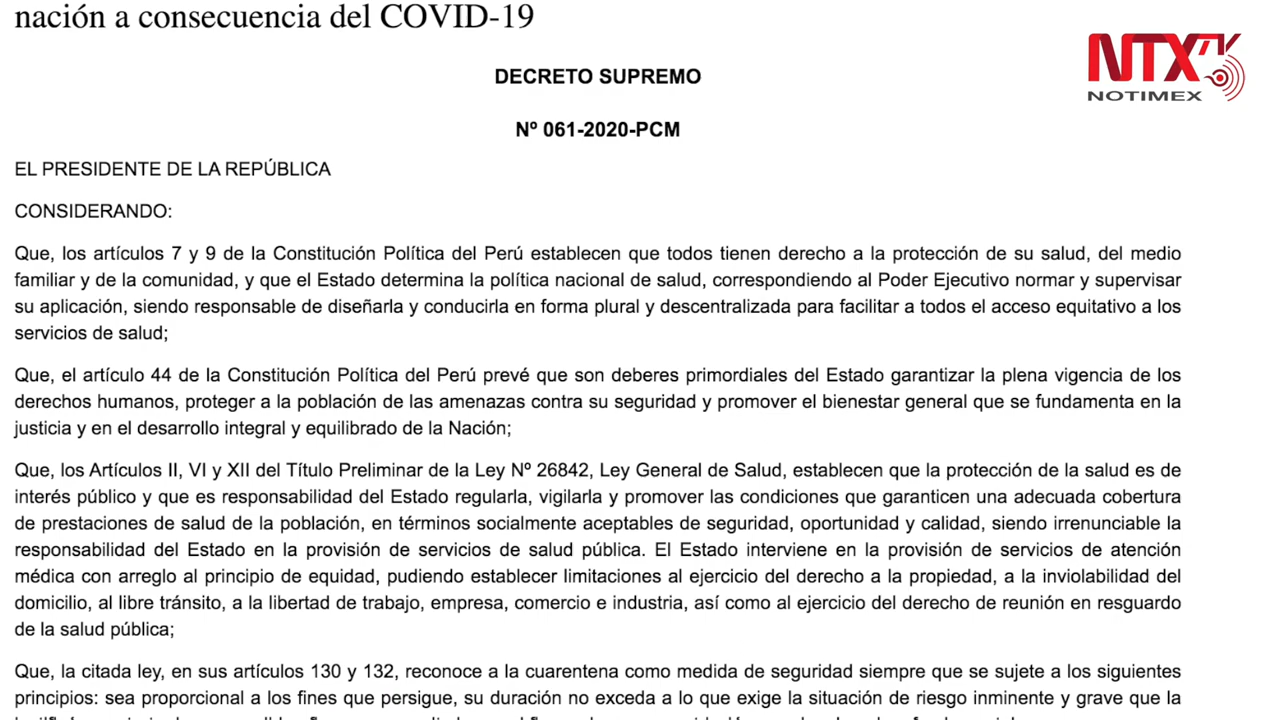 nación a consecuencia del COVID-19
NTX
NOTIMEX
DECRETO SUPREMO
Nº 061-2020-PCM
EL PRESIDENTE DE LA REPÚBLICA
CONSIDERANDO:
Que, los artículos 7 y 9 de la Constitución Política del Perú establecen que todos tienen derecho a la protección de su salud, del medio
familiar y de la comunidad, y que el Estado determina la política nacional de salud, correspondiendo al Poder Ejecutivo normar y supervisar
su aplicación, siendo responsable de diseñarla y conducirla en forma plural y descentralizada para facilitar a todos el acceso equitativo a los
servicios de salud;
Que, el artículo 44 de la Constitución Política del Perú prevé que son deberes primordiales del Estado garantizar la plena vigencia de los
derechos humanos, proteger a la población de las amenazas contra su seguridad y promover el bienestar general que se fundamenta en la
justicia y en el desarrollo integral y equilibrado de la Nación;
Que, los Artículos II, VI y XII del Título Preliminar de la Ley Nº 26842, Ley General de Salud, establecen que la protección de la salud es de
interés público y que es responsabilidad del Estado regularla, vigilarla y promover las condiciones que garanticen una adecuada cobertura
de prestaciones de salud de la población, en términos socialmente aceptables de seguridad, oportunidad y calidad, siendo irrenunciable la
responsabilidad del Estado en la provisión de servicios de salud pública. El Estado interviene en la provisión de servicios de atención
médica con arreglo al principio de equidad, pudiendo establecer limitaciones al ejercicio del derecho a la propiedad, a la inviolabilidad del
domicilio, al libre tránsito, a la libertad de trabajo, empresa, comercio e industria, así como al ejercicio del derecho de reunión en resguardo
de la salud pública;
Que, la citada ley, en sus artículos 130 y 132, reconoce a la cuarentena como medida de seguridad siempre que se sujete a los siguientes
principios: sea proporcional a los fines que persigue, su duración no exceda a lo que exige la situación de riesgo inminente y grave que la